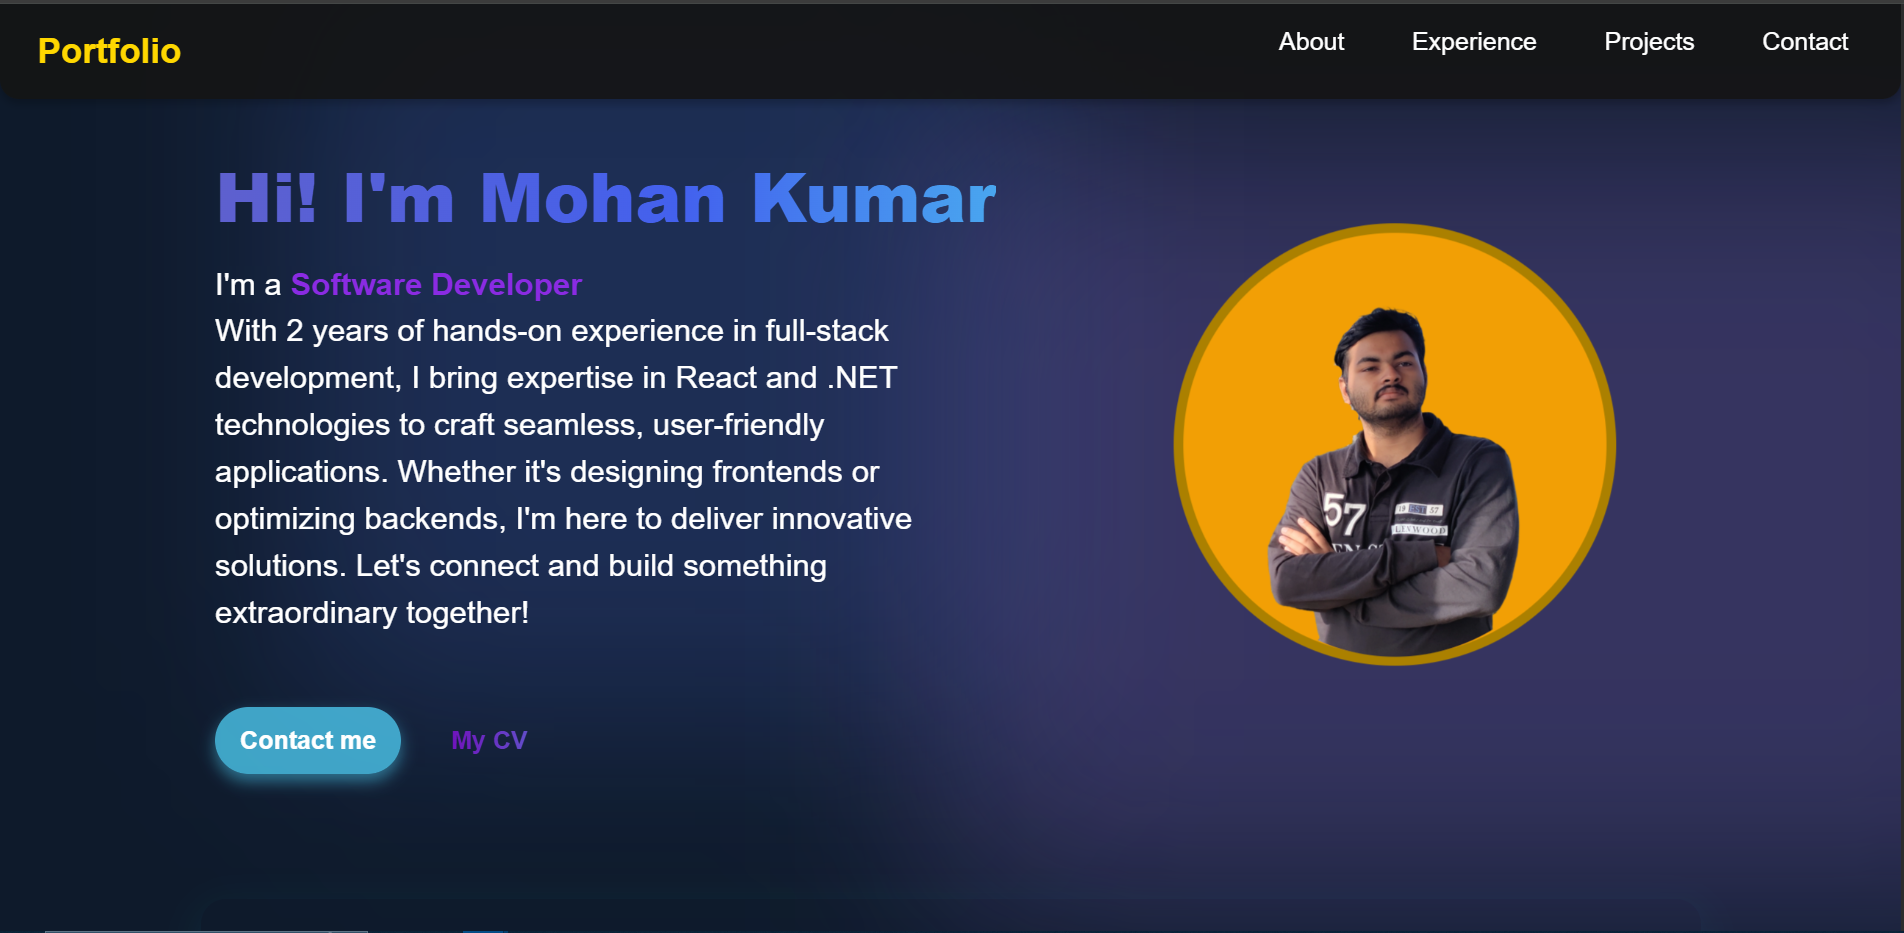 Portfolio
About Experience Projects Contact
Hi! I'm Mohan Kumar
I'm a Software Developer
With 2 years of hands-on experience in full-stack
development, I bring expertise in React and .NET
technologies to craft seamless, user-friendly
applications. Whether it's designing frontends or
optimizing backends, I'm here to deliver innovative
solutions. Let's connect and build something
extraordinary together!
57
Contact me
My CV